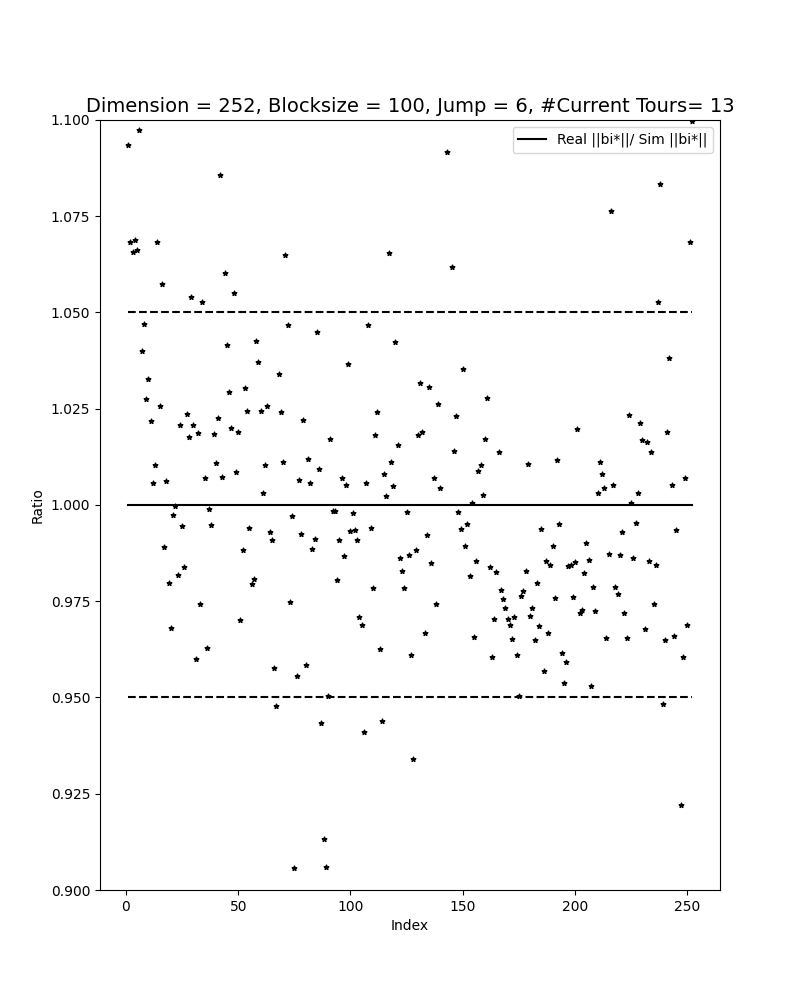 Dimension = 252, Blocksize = 100, Jump = 6, #Current Tours= 13
1.100
Real ||bi*||/ Sim ||bi*||
1.075
1.050
1.025
1.000
Ratio
0.975
0.950
0.925
0.900
0 50 100 150 200 250
Index